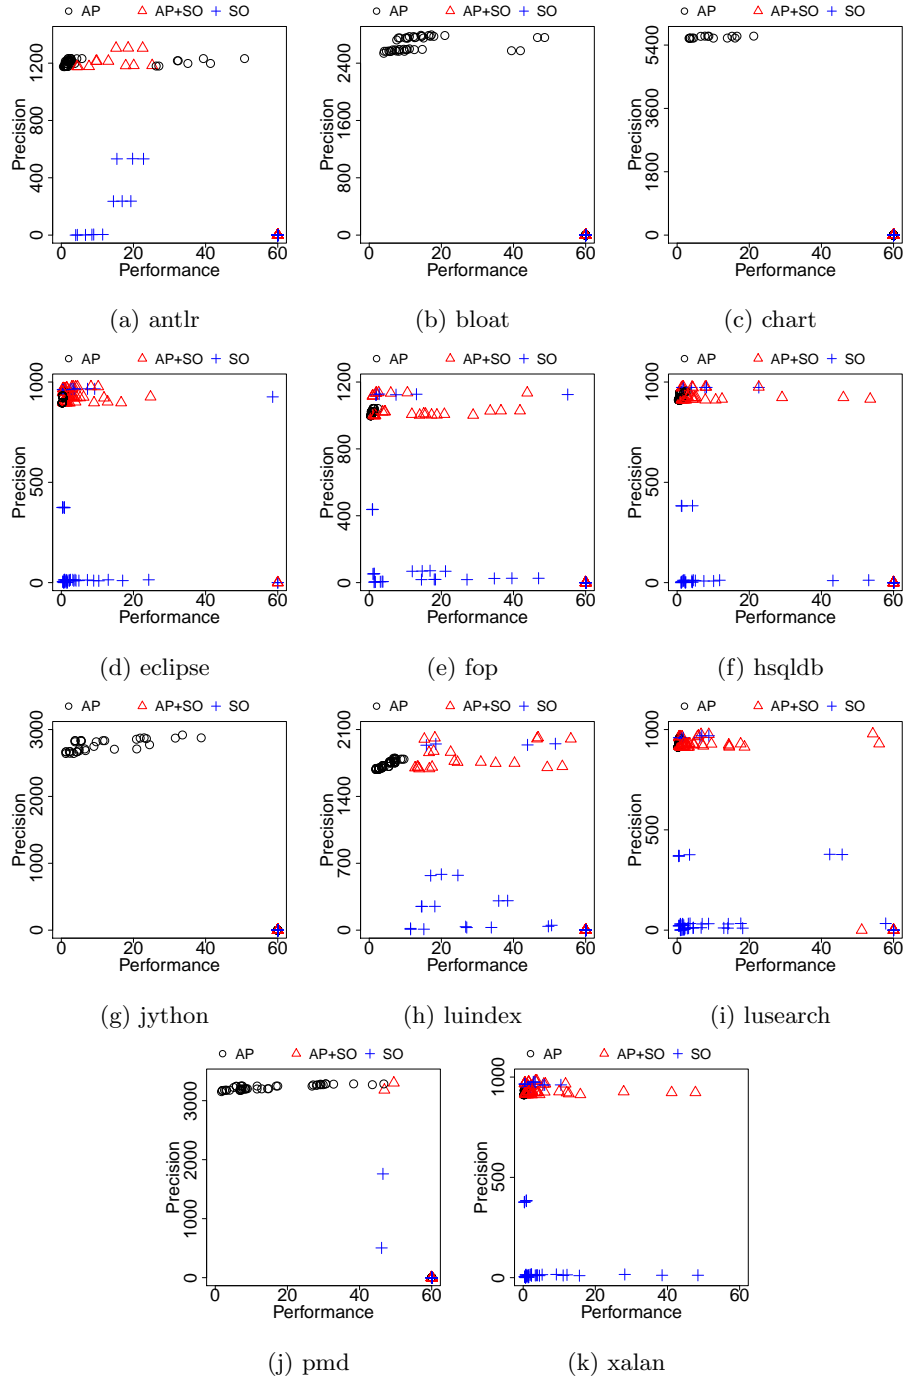 AP AP+SO SO
Precision
0 400 800 1200
0 20 40 60
Performance
(a) antlr
AP AP+SO SO
Precision
0 800 1600 2400
0 20 40 60
Performance
(b) bloat
AP AP+SO SO
Precision
0 1800 3600 5400
0 20 40 60
Performance
(c) chart
AP AP+SO SO
Precision
0 500 1000
0 20 40 60
Performance
(d) eclipse
AP AP+SO SO
Precision
0 400 800 1200
0 20 40 60
Performance
(e) fop
AP AP+SO SO
Precision
0 500 1000
0 20 40 60
Performance
(f) hsqldb
AP AP+SO SO
Precision
0 1000 2000 3000
0 20 40 60
Performance
(g) jython
AP AP+SO SO
Precision
0 700 1400 2100
0 20 40 60
Performance
(h) luindex
AP AP+SO SO
Precision
0 500 1000
0 20 40 60
Performance
(i) lusearch
AP AP+SO SO
Precision
0 1000 2000 3000
0 20 40 60
Performance
(j) pmd
AP AP+SO SO
Precision
0 500 1000
0 20 40 60
Performance
(k) xalan